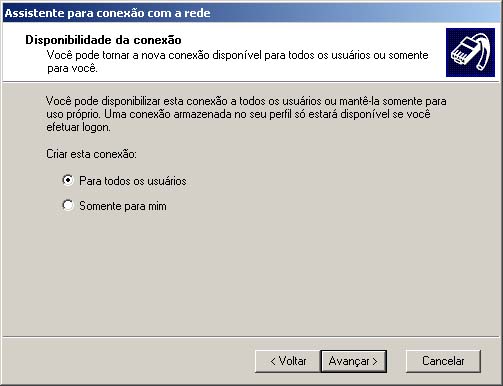 Assistente para conexão com a rede
Disponibilidade da conexão
Você pode tornar a nova conexão disponível para todos os usuários ou somente
para você.
Você pode disponibilizar esta conexão a todos os usuários ou mantê-la somente para
uso próprio. Uma conexão armazenada no seu perfil só estará disponível se você
efetuar logon.
Criar esta conexão:
Para todos os usuários
Somente para mim
< Voltar
Avançar >
Cancelar